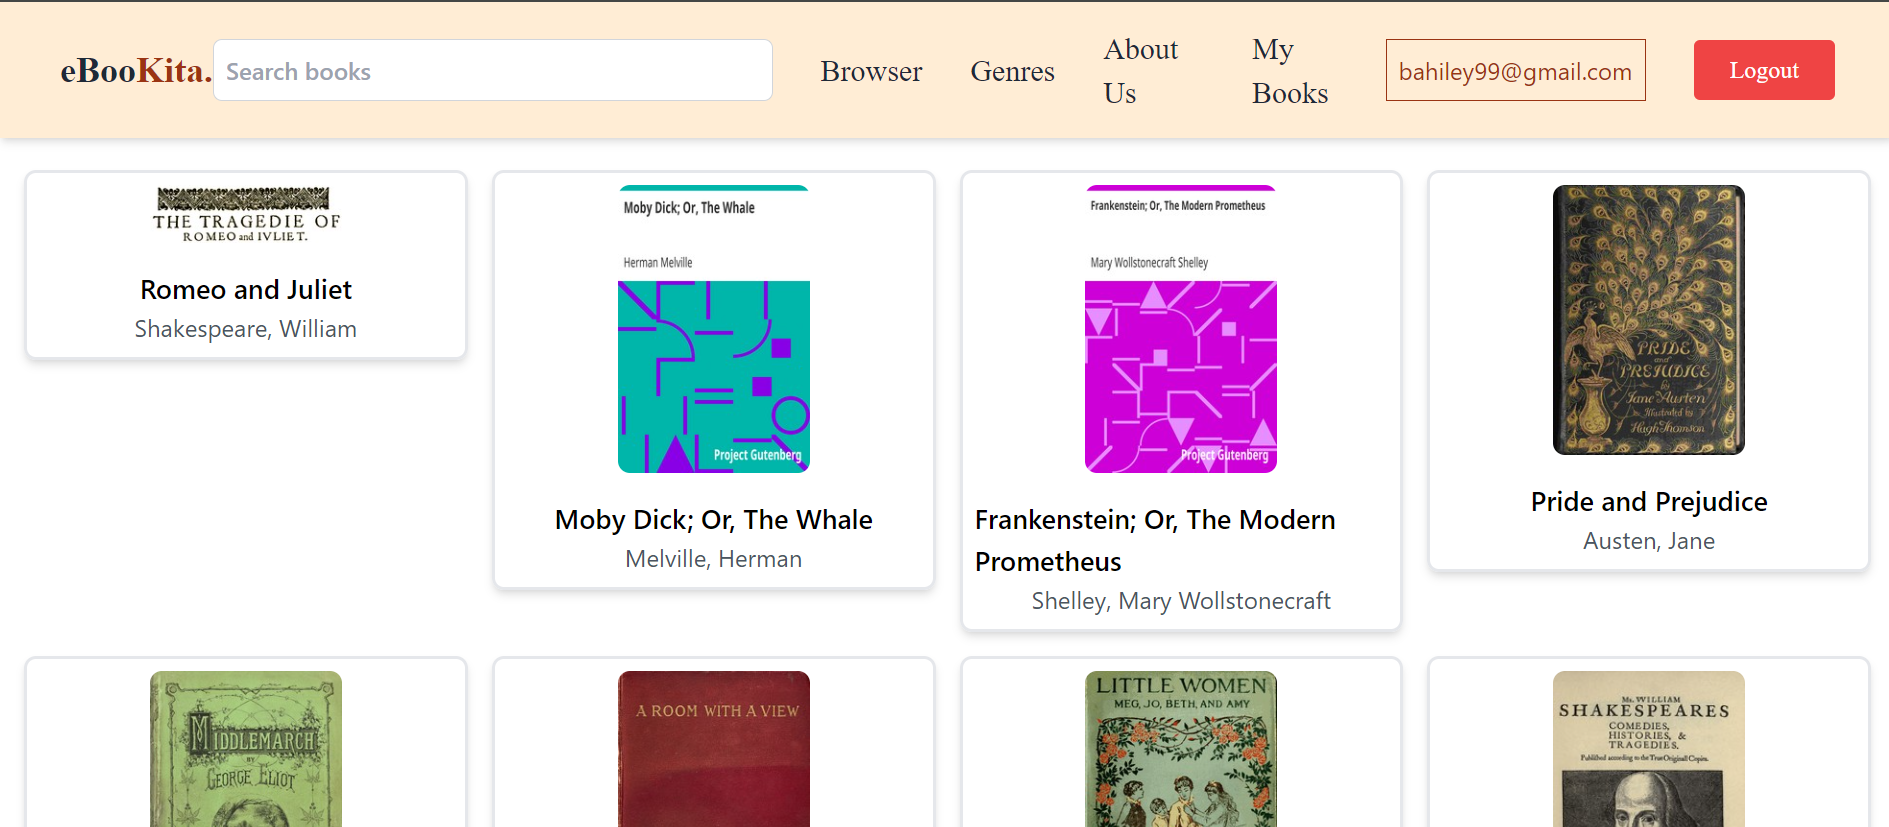 eBooKita.
Search books
Browser
Genres
About
Us
My
Books
bahiley99@gmail.com
Logout
THE TRAGEDIE OF
ROMEO and IVLIET.
Romeo and Juliet
Shakespeare, William
Moby Dick; Or, The Whale
Herman Melville
Project Gutenberg
Moby Dick; Or, The Whale
Melville, Herman
Frankenstein; Or, The Modern Prometheus
Mary Wollstonecraft Shelley
Project Gutenberg
Frankenstein; Or, The Modern
Prometheus
Shelley, Mary Wollstonecraft
PRIDE
and
PREJUDICE
by
Jane Austen
Illustrated by
Hugh Thomson
Pride and Prejudice
Austen, Jane
MIDDLEMARCH
BY
GEORGE ELIOT
A ROOM WITH A VIEW
LITTLE WOMEN
MEG, JO, BETH, AND AMY
Mr. WILLIAM
SHAKESPEARES
COMEDIES,
HISTORIES, &
TRAGEDIES.
Published according to the True Originall Copies.